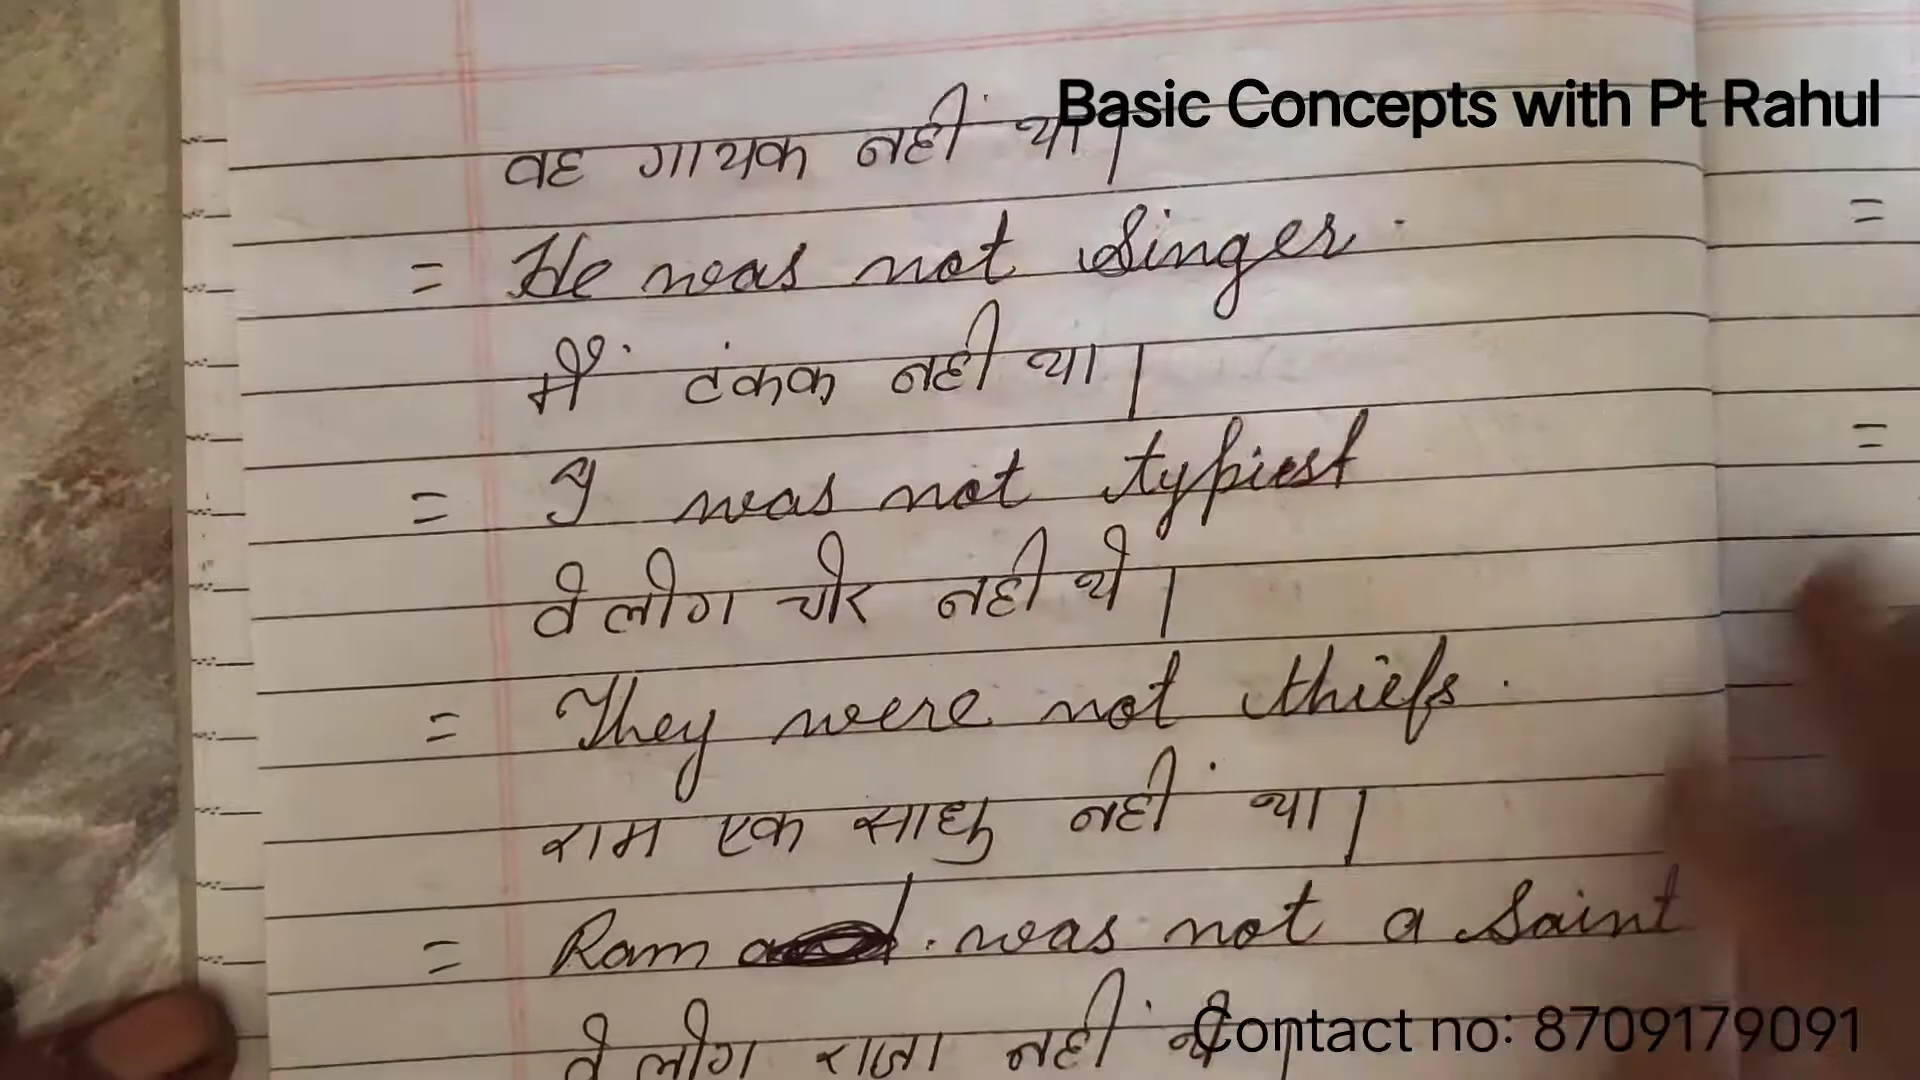 Basic Concepts with Pt Rahul
वह गायक नही था।
= He was not Singer.
=
मैं टंकक नही था।
=
= I was not typiest
वे लोग चोर नही थे।
= They were not thiefs.
राम एक साधु नहीं था।
= Ram was not a Saint
वे लोग राजा नहीं थे।
Contact no: 8709179091